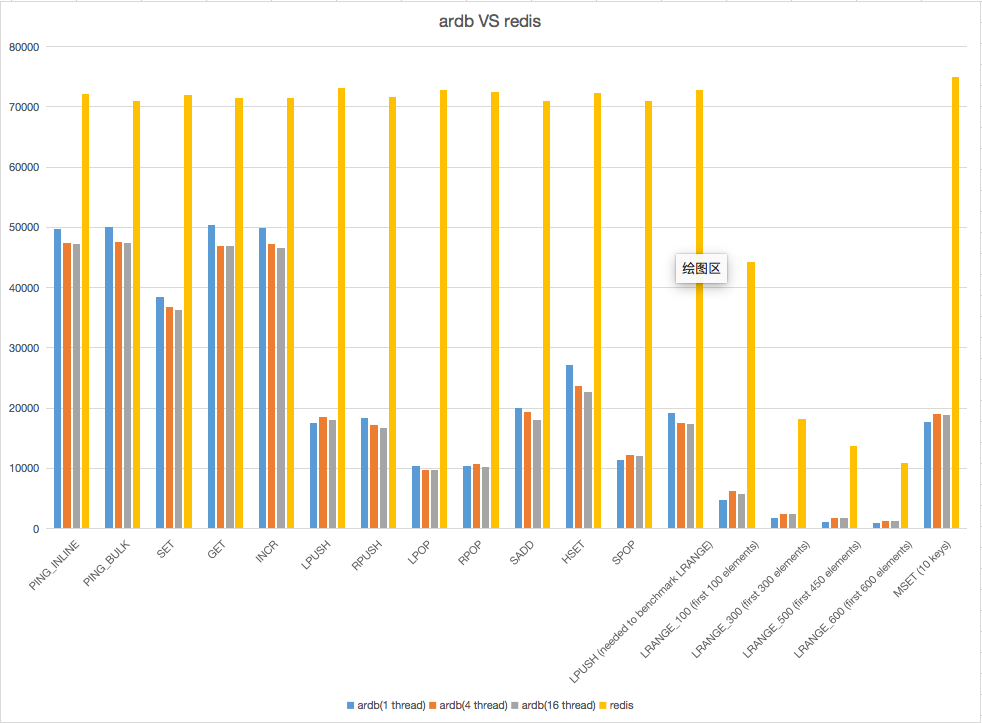 ardb VS redis
80000
70000
60000
50000
40000
30000
20000
10000
0
绘图区
PING_INLINE
PING_BULK
SET
GET
INCR
LPUSH
RPUSH
LPOP
RPOP
SADD
HSET
SPOP
LPUSH (needed to benchmark LRANGE)
LRANGE_100 (first 100 elements)
LRANGE_300 (first 300 elements)
LRANGE_500 (first 450 elements)
LRANGE_600 (first 600 elements)
MSET (10 keys)
ardb(1 thread) ardb(4 thread) ardb(16 thread) redis